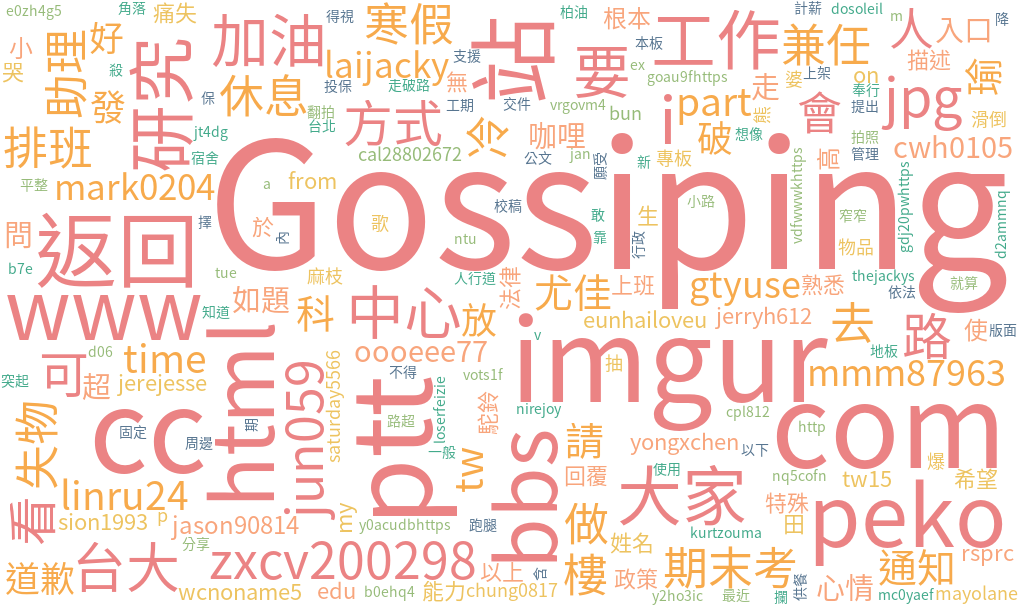 e0zh4g5
角落
痛失
寒假
得視
柏油
根本
工作
計薪
dosoleil
m
人
入口
降
小
哭
助理
好
殺
研究
加油
站
本板
要
兼任
描述
支援
ex
goau9fhttps
走
婆
上架
on
奉行
愉
發
保
休息
翻拍
投保
laijacky
走破路
無
工期
交件
vrgovm4
bun
i
part
熊
會
提出
jpg
滑倒
排班
jt4dg
台北
方式
冷
咖哩
破
想像
拍照
管理
cwh0105
宿舍
cal28802672
公文
jan
願受
新
專板
高
平整
mark0204
a
from
Gossiping
擇
校稿
敢
生
小路
vdfwwwwkhttps
窄窄
gdj20pwhttps
d2ammnq
問
返回
於
內
歌
ntu
靠
行政
物品
b7e
tue
麻枝
人行道
法律
尤佳
上班
gtyuse
熟悉
thejackys
依法
就算
www
知道
如題
科
中心
放
eunhailoveu
jerryh612
去
路
使
版面
突起
可
d06
超
time
jerejesse
html
jun059
saturday5566
oooeee77
不得
vots1f
v
imgur
抽
地板
mmm87963
失物
cc
固定
周邊
期
ptt
路超
loserfeizie
一般
駝鈴
nirejoy
cpl812
http
com
看
linru24
tw
bbs
請
yongxchen
以下
回覆
使用
nq5cofn
tw15
爆
希望
sion1993
p
jason90814
my
y0acudbhttps
跑腿
做
大家
kurtzouma
特殊
田
peko
道歉
台大
分享
zxcv200298
以上
含
樓
姓名
政策
期末考
供餐
心情
通知
rsprc
wcnoname5
edu
b0ehq4
能力
chung0817
y2ho3ic
最近
攔
mc0yaef
mayolane